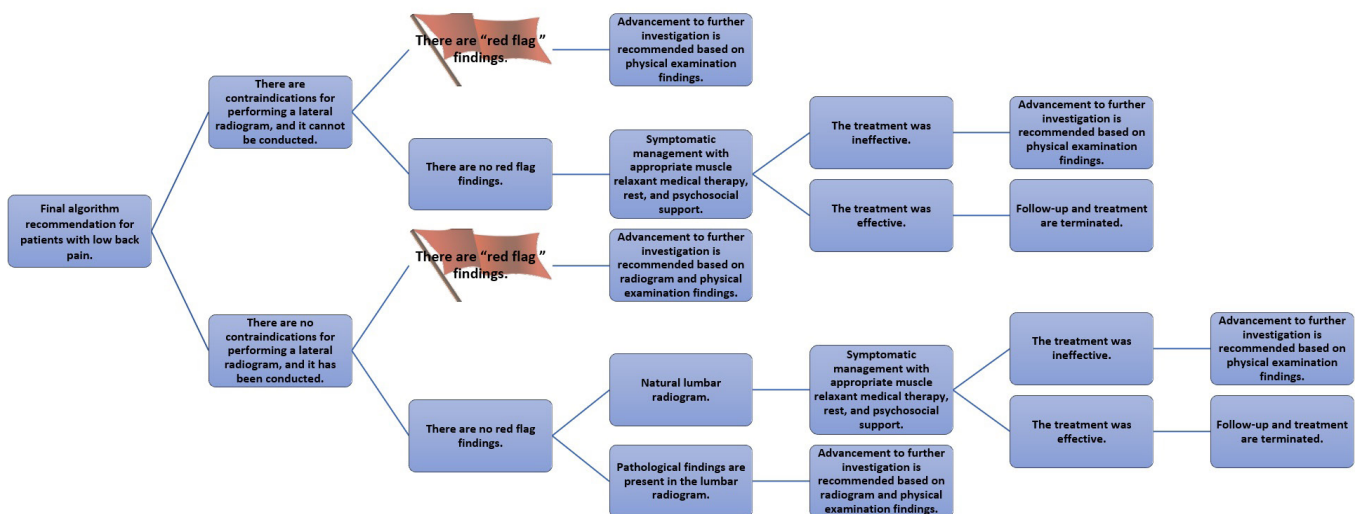 Final algorithm
recommendation for
patients with low back
pain.
There are
contraindications for
performing a lateral
radiogram, and it cannot
be conducted.
There are “red flag ”
findings.
Advancement to further
investigation is
recommended based on
physical examination
findings.
There are no red flag
findings.
Symptomatic
management with
appropriate muscle
relaxant medical therapy,
rest, and psychosocial
support.
The treatment was
ineffective.
Advancement to further
investigation is
recommended based on
physical examination
findings.
The treatment was
effective.
Follow-up and treatment
are terminated.
There are no
contraindications for
performing a lateral
radiogram, and it has
been conducted.
There are “red flag ”
findings.
Advancement to further
investigation is
recommended based on
radiogram and physical
examination findings.
There are no red flag
findings.
Natural lumbar
radiogram.
Symptomatic
management with
appropriate muscle
relaxant medical therapy,
rest, and psychosocial
support.
The treatment was
ineffective.
Advancement to further
investigation is
recommended based on
physical examination
findings.
The treatment was
effective.
Follow-up and treatment
are terminated.
Pathological findings are
present in the lumbar
radiogram.
Advancement to further
investigation is
recommended based on
radiogram and physical
examination findings.